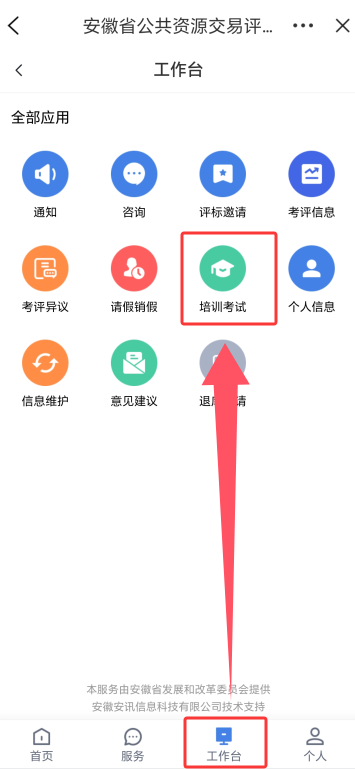 安徽省公共资源交易评...
工作台
全部应用
通知 咨询 评标邀请 考评信息
考评异议 请假销假 培训考试 个人信息
信息维护 意见建议 退 请
本服务由安徽省发展和改革委员会提供
安徽安讯信息科技有限公司技术支持
首页 服务 工作台 个人